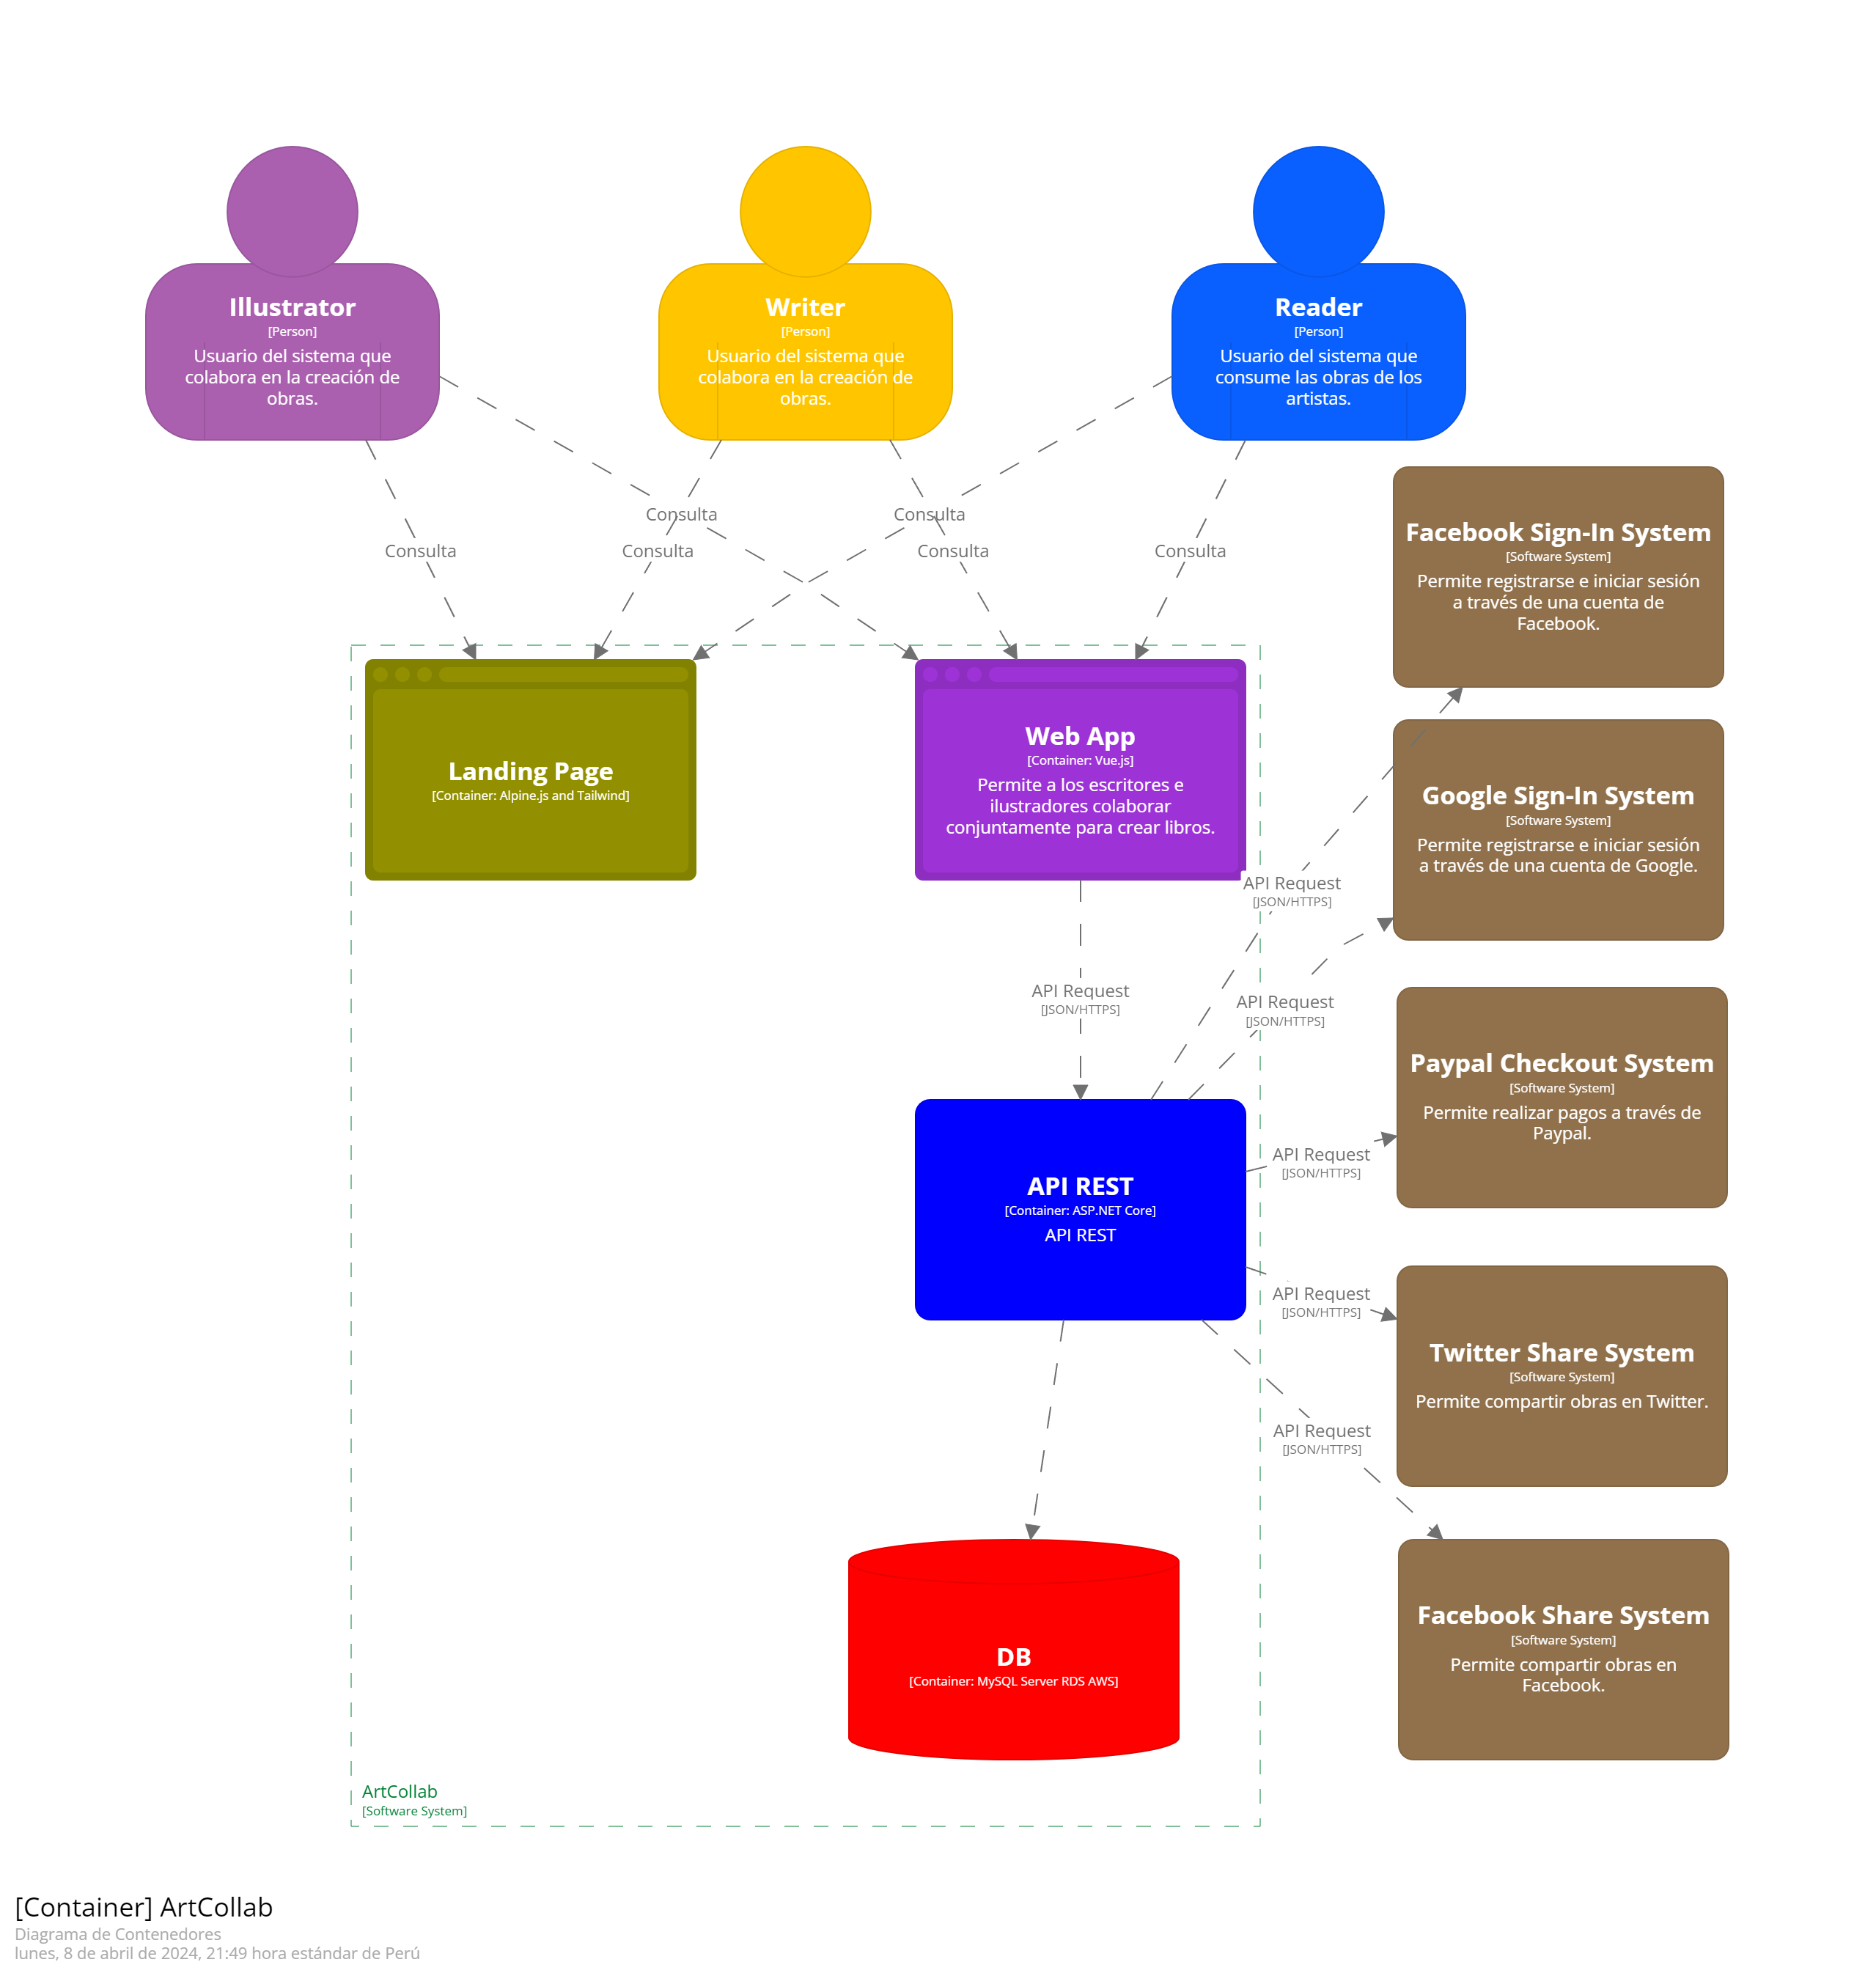 Illustrator
[Person]
Usuario del sistema que
colabora en la creación de
obras.
Writer
[Person]
Usuario del sistema que
colabora en la creación de
obras.
Reader
[Person]
Usuario del sistema que
consume las obras de los
artistas.
Consulta
Consulta
Consulta
Consulta
Consulta
Consulta
Facebook Sign-In System
[Software System]
Permite registrarse e iniciar sesión
a través de una cuenta de
Facebook.
Landing Page
[Container: Alpine.js and Tailwind]
Web App
[Container: Vue.js]
Permite a los escritores e
ilustradores colaborar
conjuntamente para crear libros.
Google Sign-In System
[Software System]
Permite registrarse e iniciar sesión
a través de una cuenta de Google.
API Request
[JSON/HTTPS]
API Request
[JSON/HTTPS]
API Request
[JSON/HTTPS]
Paypal Checkout System
[Software System]
Permite realizar pagos a través de
Paypal.
API REST
[Container: ASP.NET Core]
API REST
API Request
[JSON/HTTPS]
API Request
[JSON/HTTPS]
Twitter Share System
[Software System]
Permite compartir obras en Twitter.
API Request
[JSON/HTTPS]
DB
[Container: MySQL Server RDS AWS]
Facebook Share System
[Software System]
Permite compartir obras en
Facebook.
ArtCollab
[Software System]
[Container] ArtCollab
Diagrama de Contenedores
lunes, 8 de abril de 2024, 21:49 hora estándar de Perú